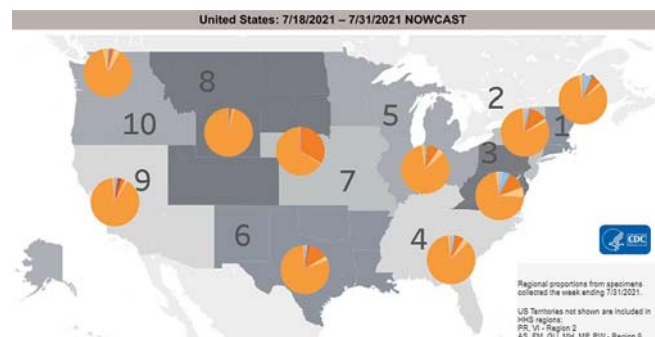 United States: 7/18/2021 – 7/31/2021 NOWCAST
8
2
5
1
10
3
9
7
6
4
CDC
Regional proportions from specimens
collected the week ending 7/31/2021.
US Territories not shown are included in
HHS regions:
PR, VI - Region 2